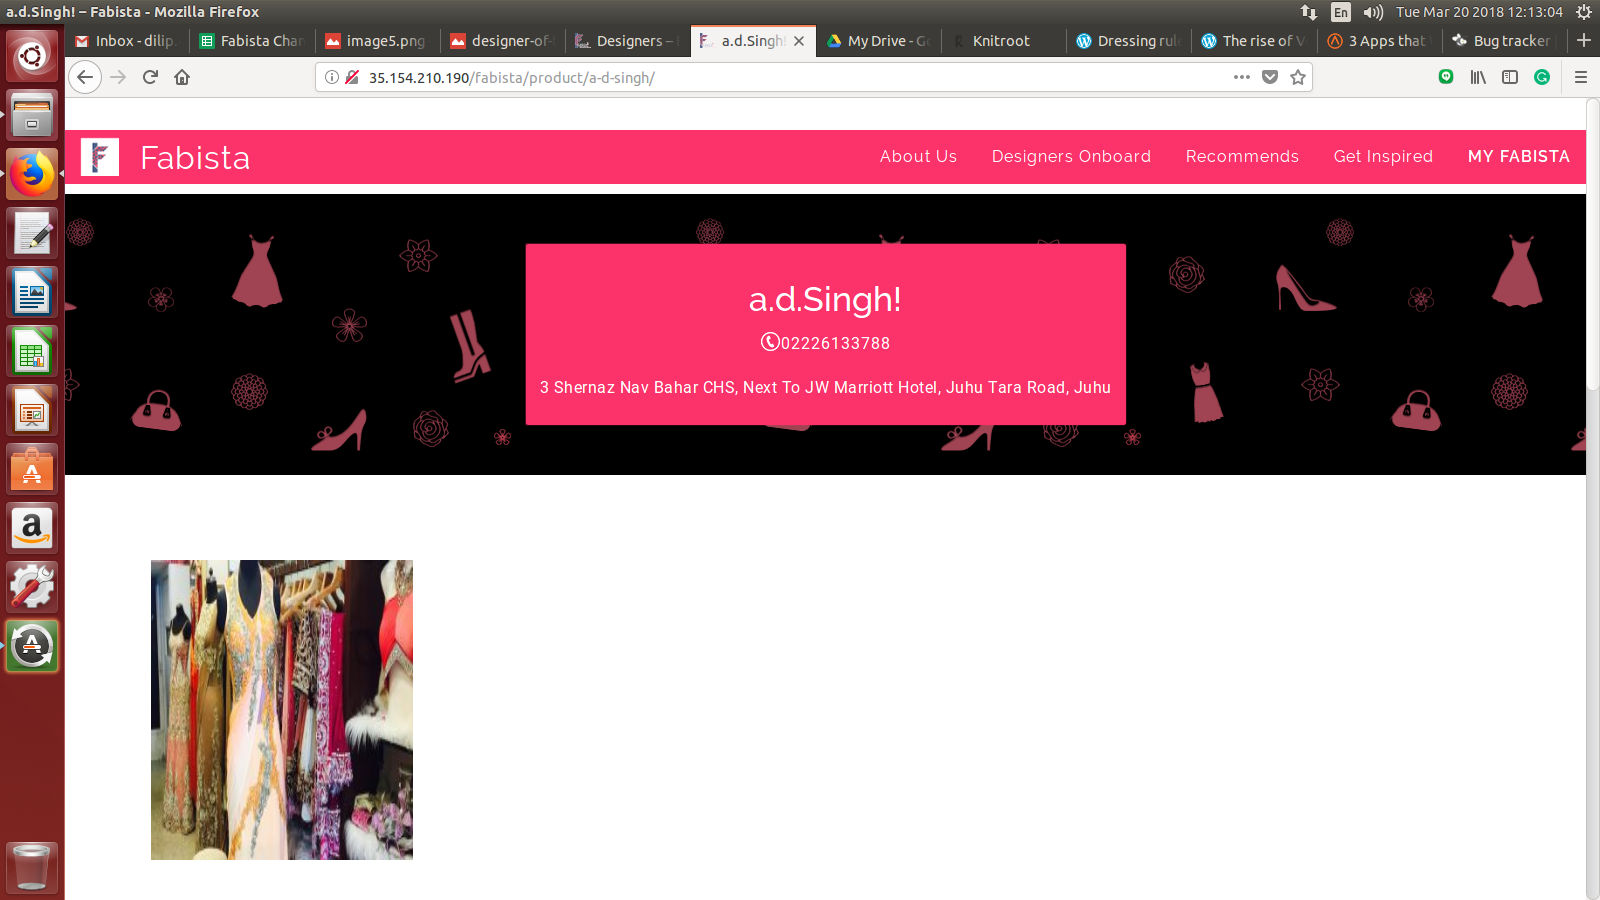 a.d.Singh! – Fabista - Mozilla Firefox
En
Tue Mar 20 2018 12:13:04
Inbox - dilip
Fabista Chan
image5.png
designer-of-
Designers –
a.d.Singh!
My Drive - Go
Knitroot
Dressing rule
The rise of V
3 Apps that
Bug tracker
35.154.210.190/fabista/product/a-d-singh/
Fabista
About Us
Designers Onboard
Recommends
Get Inspired
MY FABISTA
a.d.Singh!
02226133788
3 Shernaz Nav Bahar CHS, Next To JW Marriott Hotel, Juhu Tara Road, Juhu